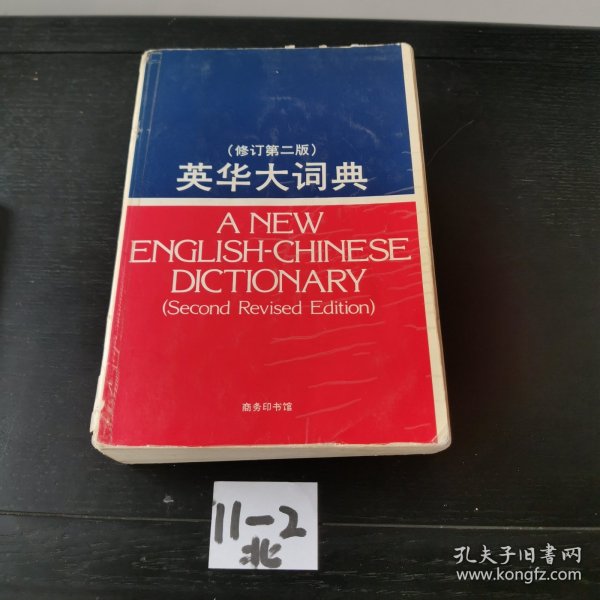 （修订第二版）
英华大词典
A NEW
ENGLISH-CHINESE
DICTIONARY
(Second Revised Edition)
商务印书馆
11-2
北
孔夫子旧書网
www.kongfz.com